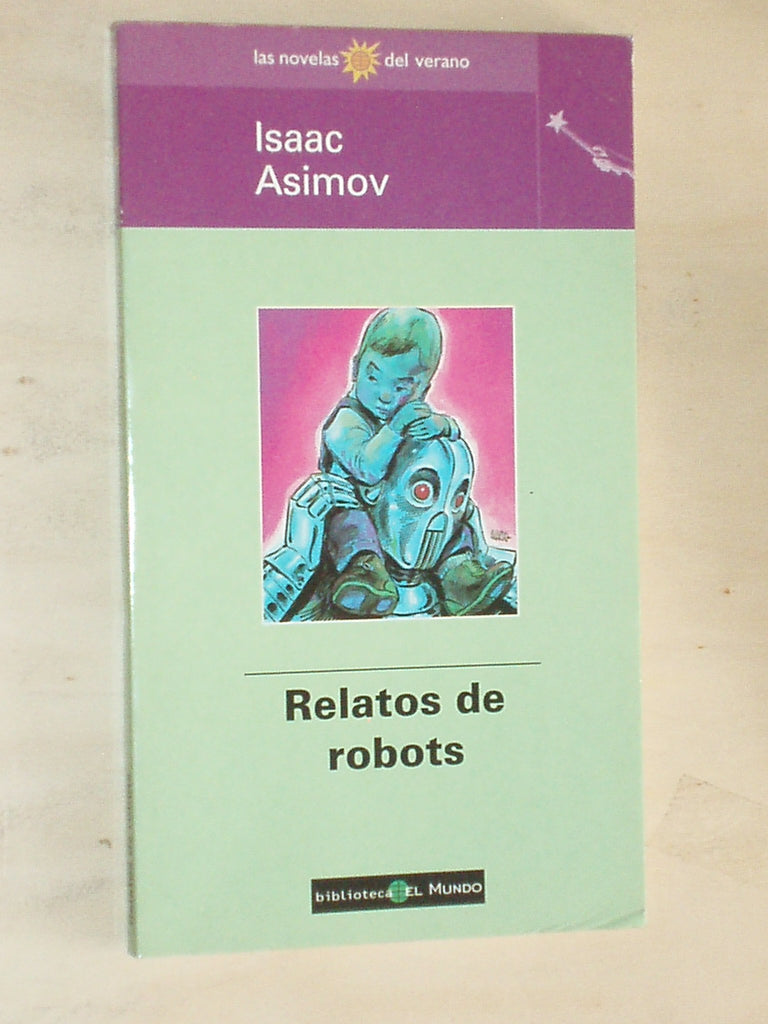 las novelas del verano
Isaac
Asimov
Relatos de
robots
biblioteca EL MUNDO